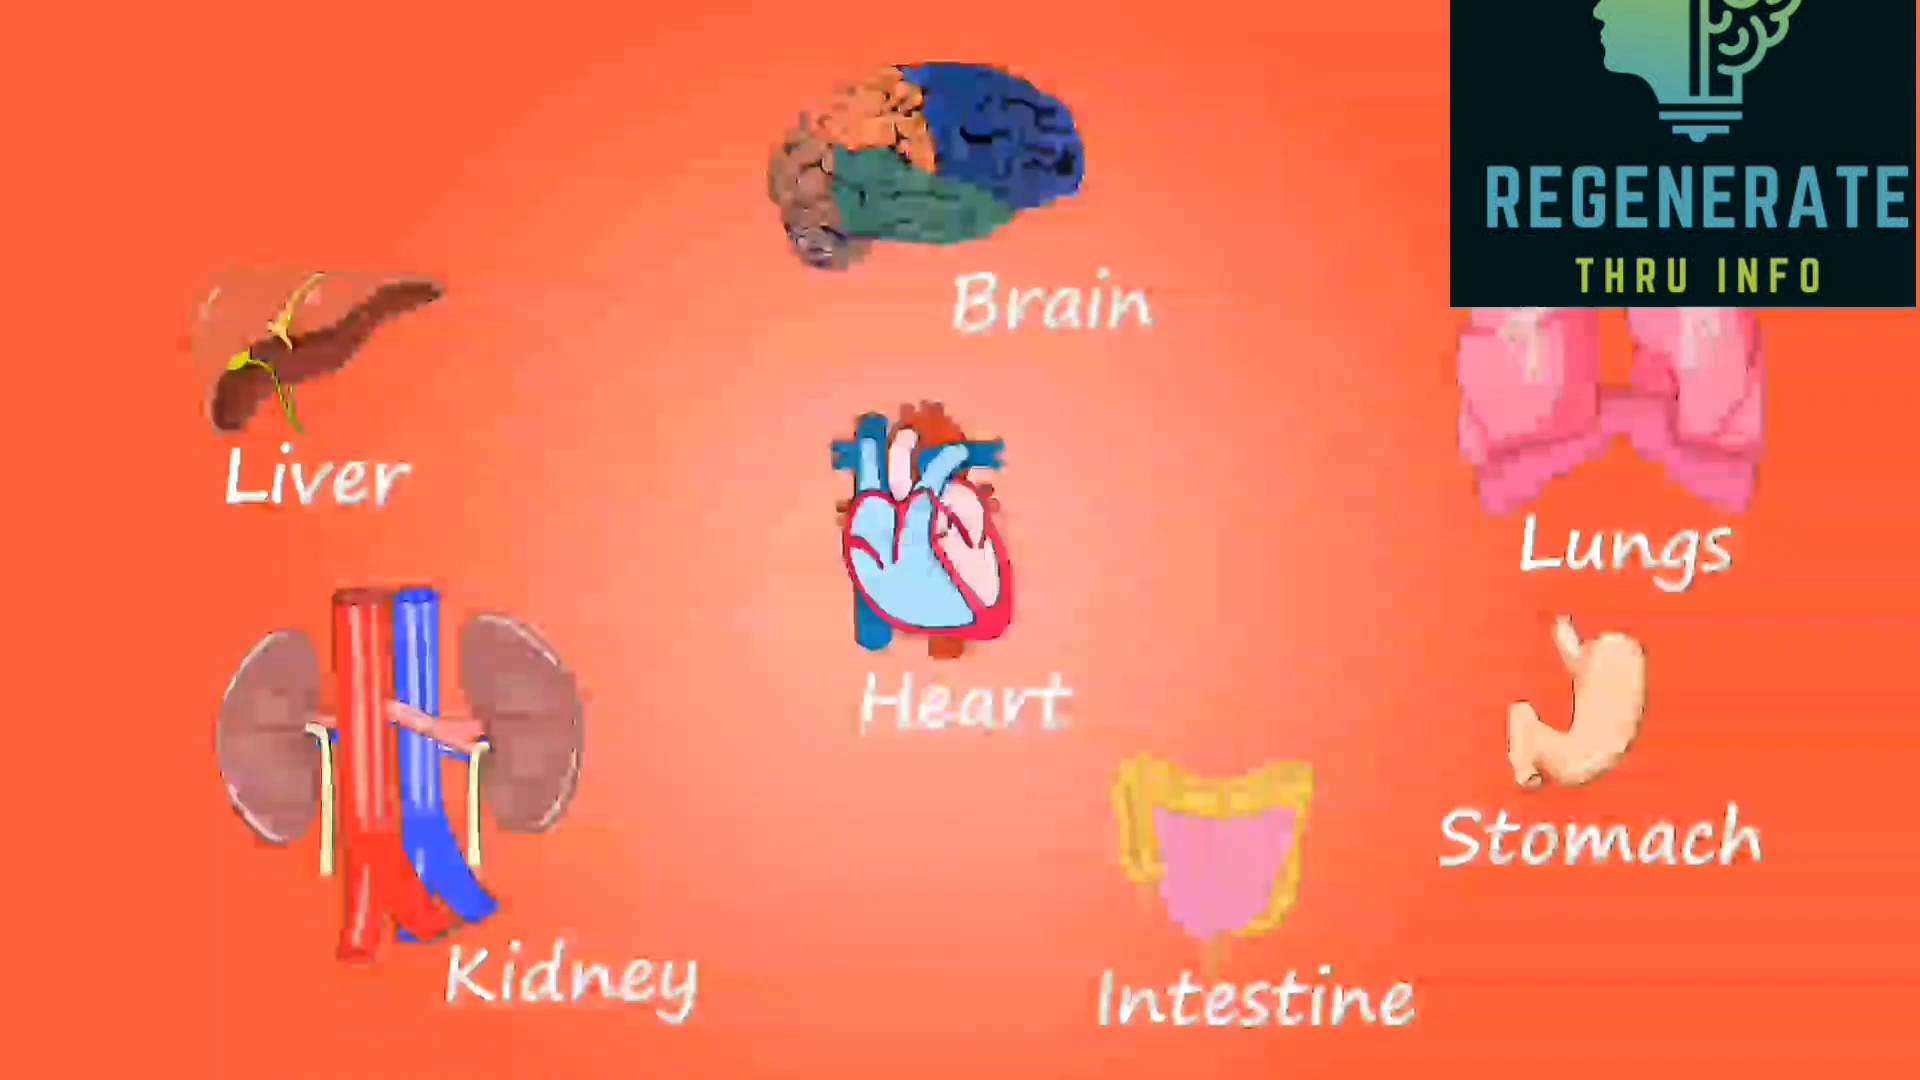 REGENERATE
THRU INFO
Brain
Liver
Heart
Lungs
Stomach
Kidney
Intestine